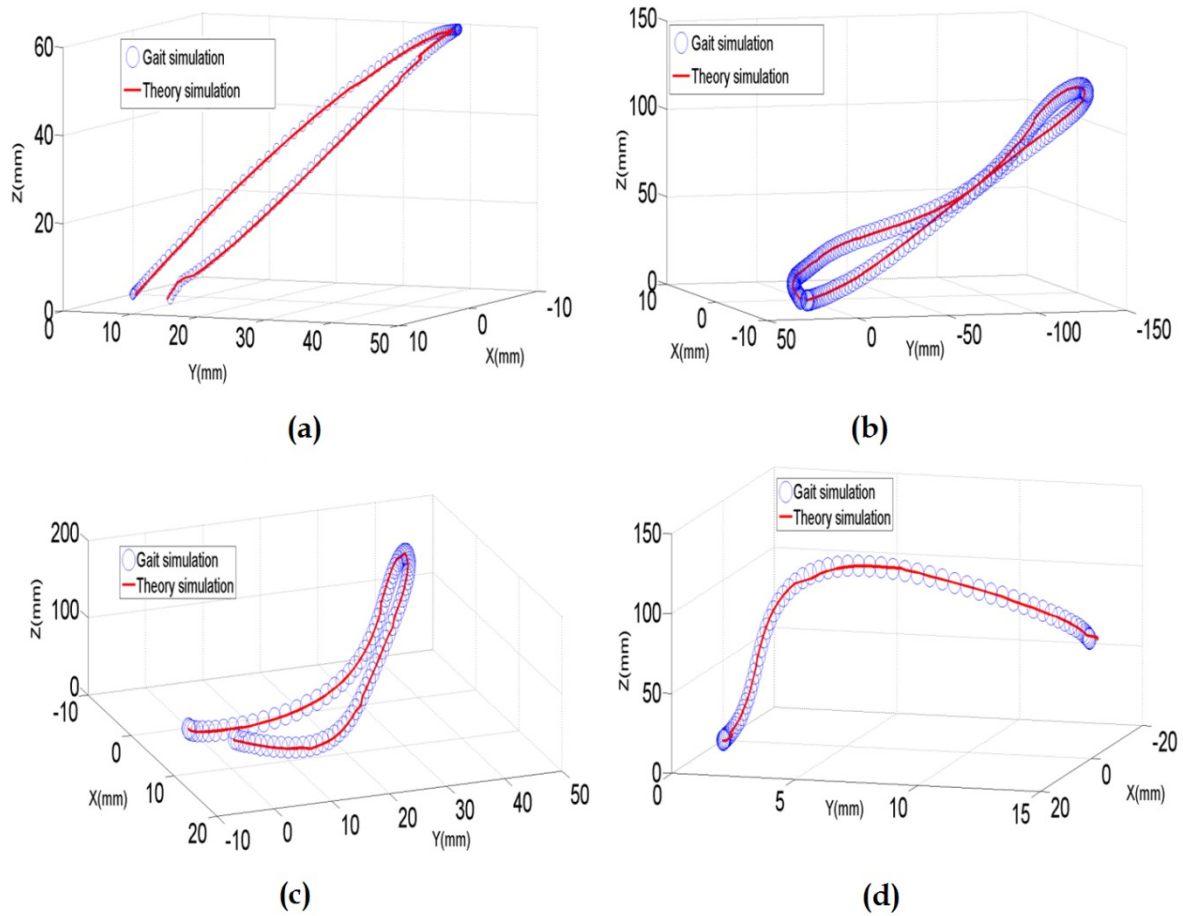 60
40
20
0
Z(mm)
Gait simulation
Theory simulation
0
10
20
30
40
50
Y(mm)
10
0
-10
X(mm)
(a)
150
100
50
0
Z(mm)
Gait simulation
Theory simulation
10
0
-10
X(mm)
50
0
-50
-100
-150
Y(mm)
(b)
200
100
0
Z(mm)
Gait simulation
Theory simulation
-10
0
10
20
X(mm)
-10
0
10
20
30
40
50
Y(mm)
(c)
150
100
50
0
Z(mm)
Gait simulation
Theory simulation
0
5
10
15
Y(mm)
20
0
-20
X(mm)
(d)